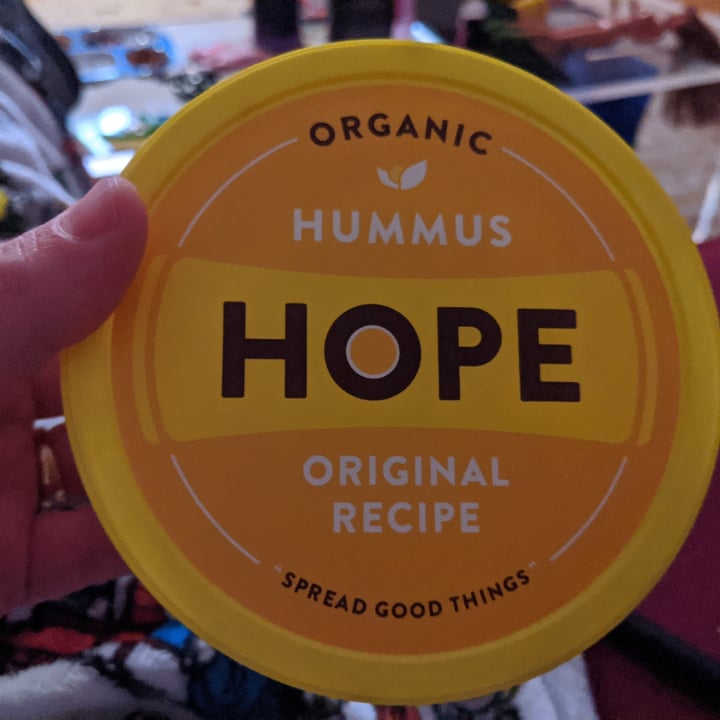 ORGANIC
HUMMUS
HOPE
ORIGINAL
RECIPE
"SPREAD GOOD THINGS"